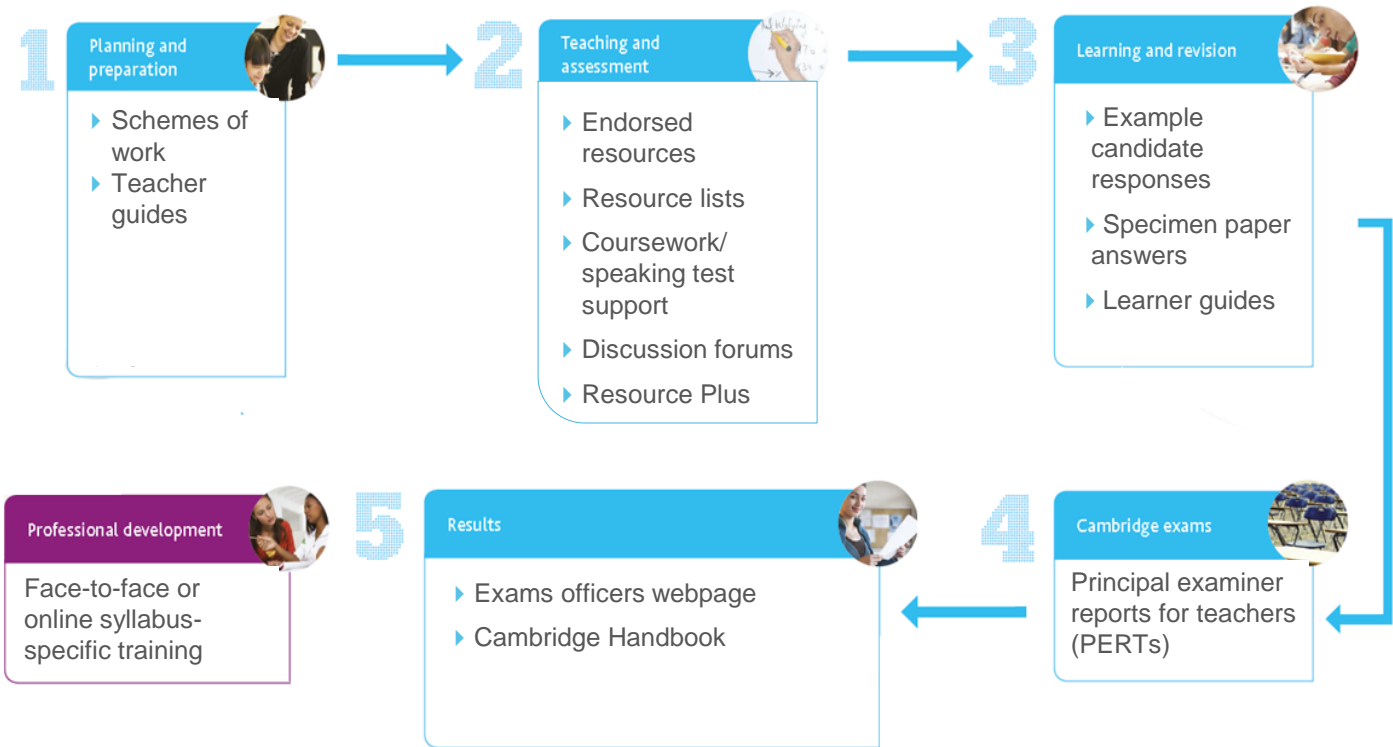 1
Planning and
preparation
Schemes of
work
Teacher
guides
2
Teaching and
assessment
Endorsed
resources
Resource lists
Coursework/
speaking test
support
Discussion forums
Resource Plus
3
Learning and revision
Example
candidate
responses
Specimen paper
answers
Learner guides
4
Cambridge exams
Principal examiner
reports for teachers
(PERTs)
5
Results
Exams officers webpage
Cambridge Handbook
Professional development
Face-to-face or
online syllabus-
specific training